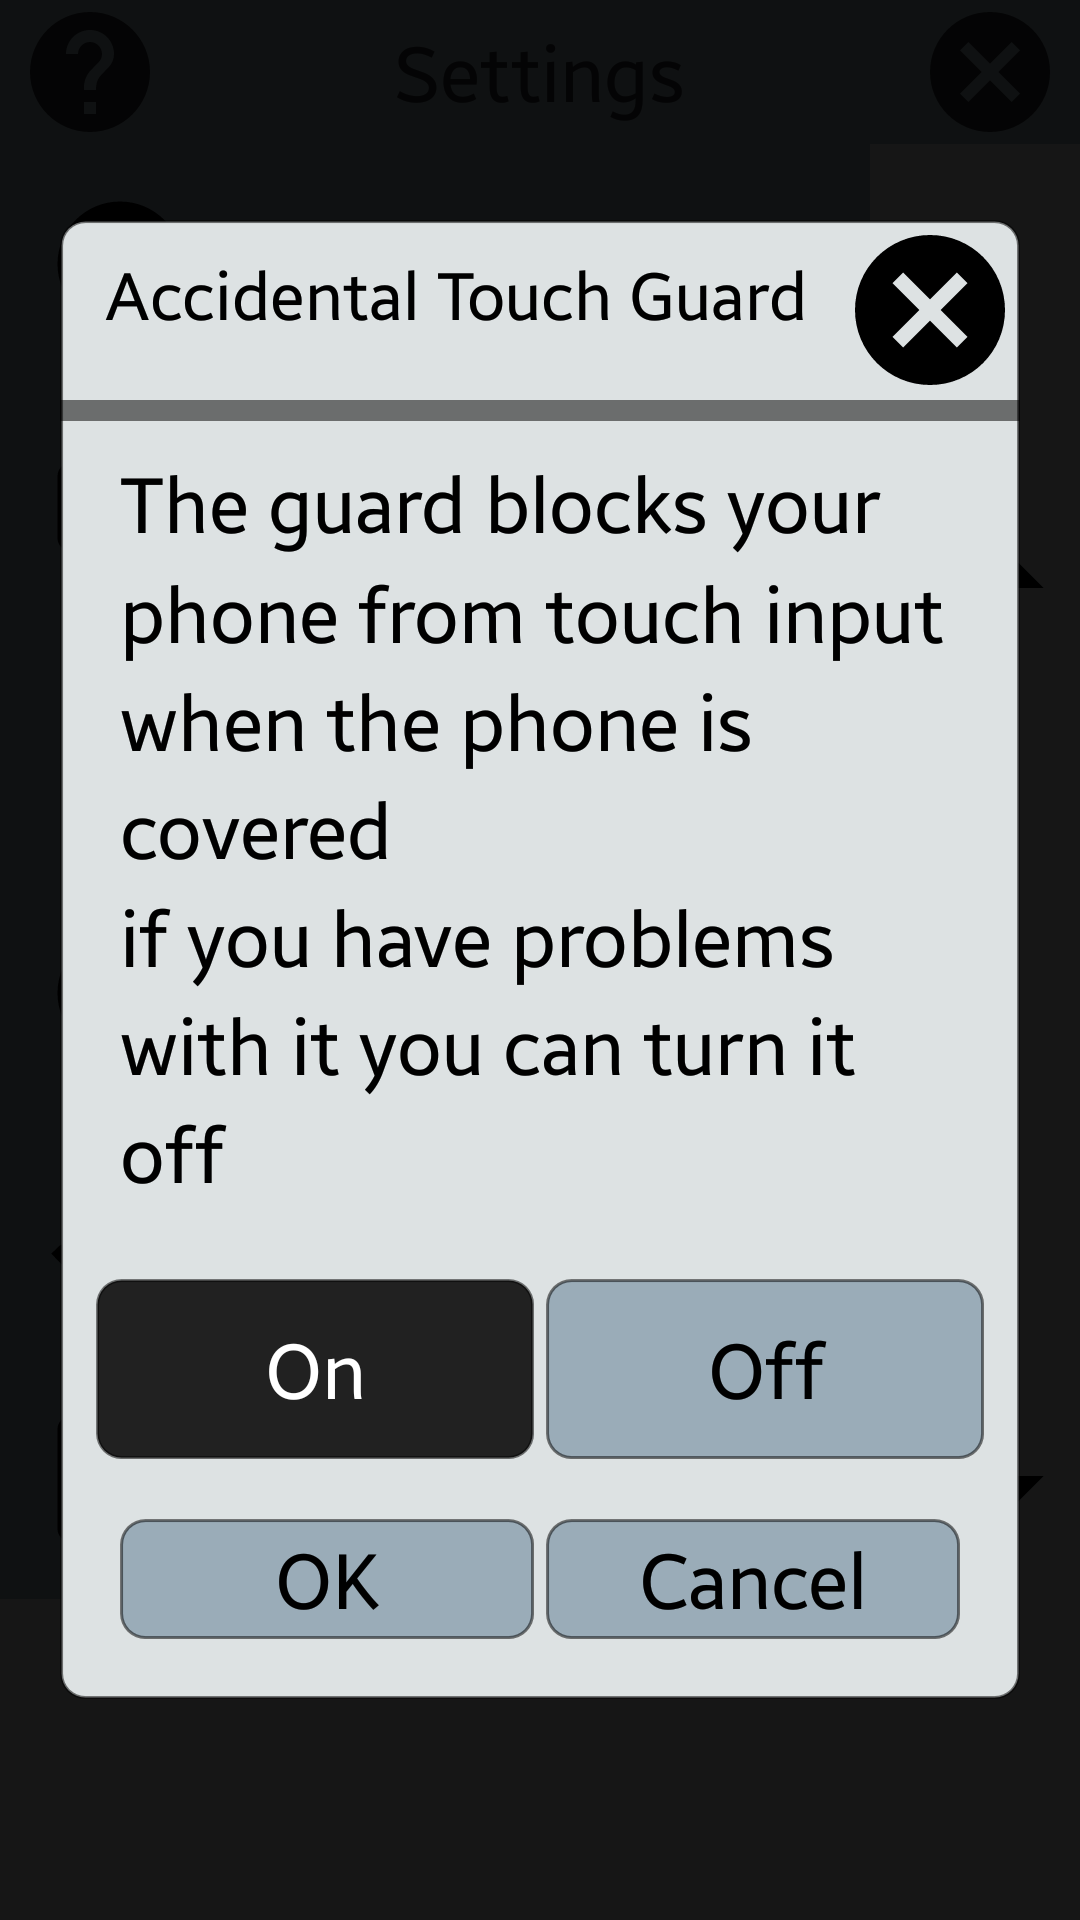 Settings
Accidental Touch Guard
The guard blocks your
phone from touch input
when the phone is
covered
if you have problems
with it you can turn it
off
On
Off
OK
Cancel